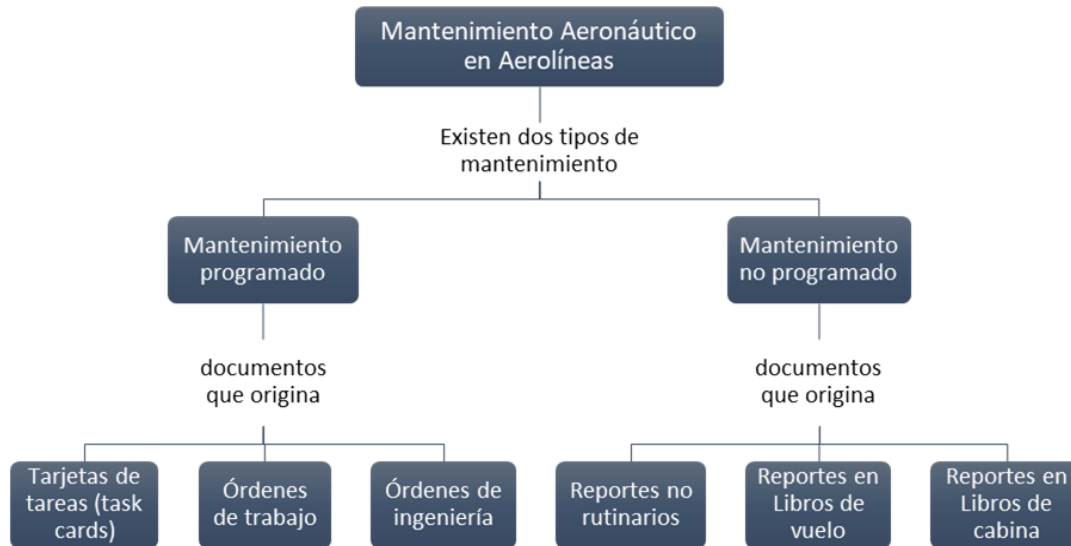 Mantenimiento Aeronáutico
en Aerolíneas
Existen dos tipos de
mantenimiento
Mantenimiento
programado
Mantenimiento
no programado
documentos
que origina
documentos
que origina
Tarjetas de
tareas (task
cards)
Órdenes
de trabajo
Órdenes de
ingeniería
Reportes no
rutinarios
Reportes en
Libros de
vuelo
Reportes en
Libros de
cabina